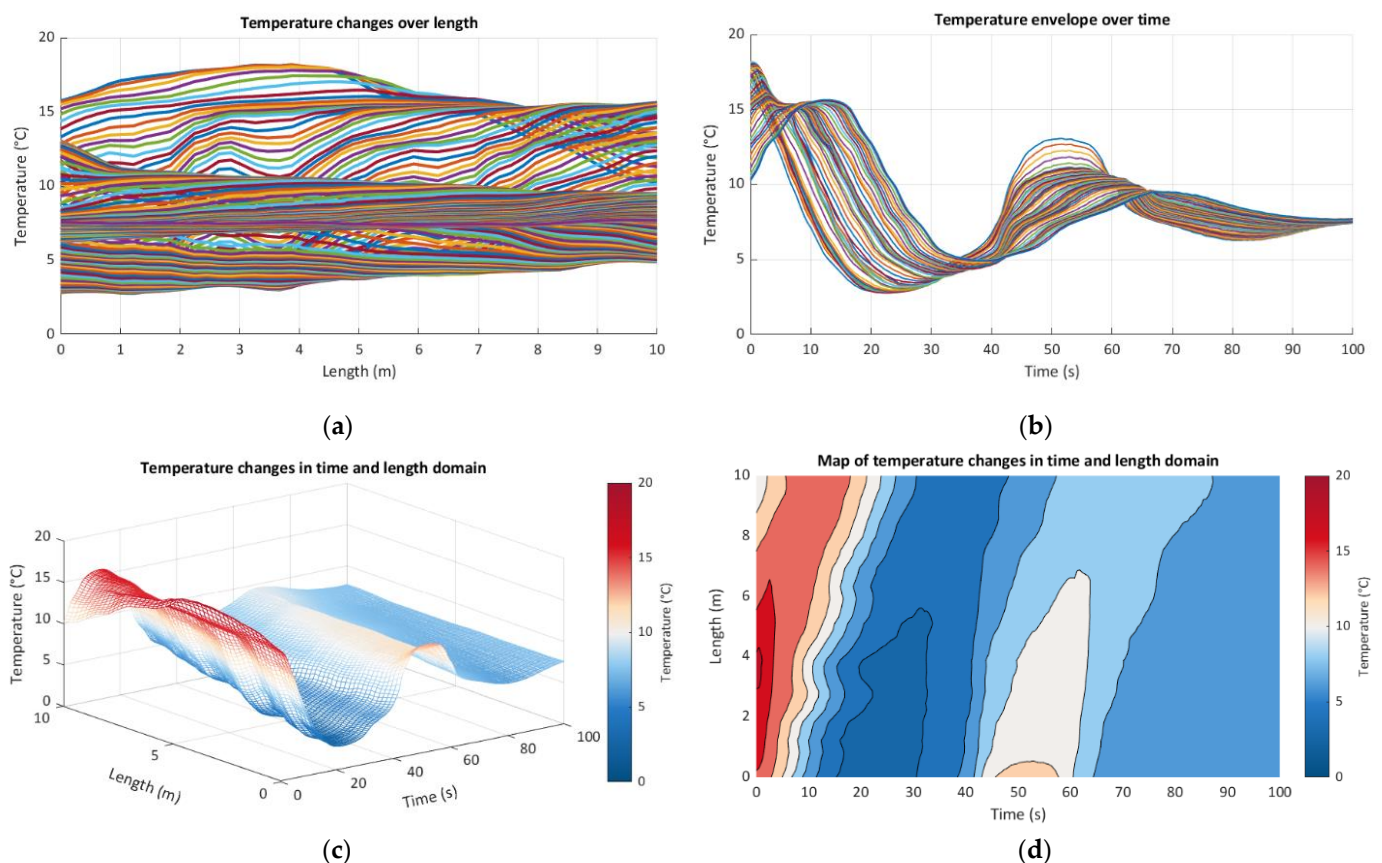 Temperature changes over length
20
15
10
5
0
Temperature (°C)
0 1 2 3 4 5 6 7 8 9 10
Length (m)
(a)
Temperature envelope over time
20
15
10
5
0
Temperature (°C)
0 10 20 30 40 50 60 70 80 90 100
Time (s)
(b)
Temperature changes in time and length domain
20
15
10
5
0
Temperature (°C)
10
5
0
Length (m)
0
20
40
60
80
100
Time (s)
20
15
10
5
0
Temperature (°C)
(c)
Map of temperature changes in time and length domain
10
8
6
4
2
0
Length (m)
0 10 20 30 40 50 60 70 80 90 100
Time (s)
20
15
10
5
0
Temperature (°C)
(d)